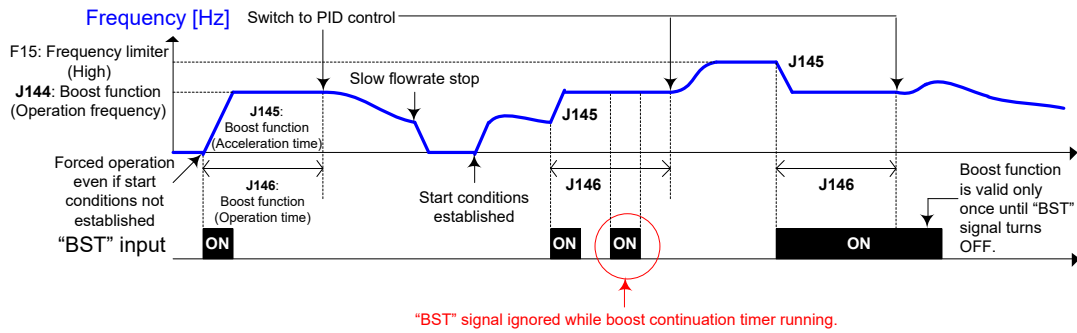 Frequency [Hz]
Switch to PID control
F15: Frequency limiter
(High)
J144: Boost function
(Operation frequency)
Slow flowrate stop
J145
J145:
Boost function
(Acceleration time)
J145
Forced operation
even if start
conditions not
established
J146:
Boost function
(Operation time)
Start conditions
established
J146
J146
Boost function
is valid only
once until “BST”
signal turns
OFF.
“BST” input
ON
ON
ON
ON
“BST” signal ignored while boost continuation timer running.